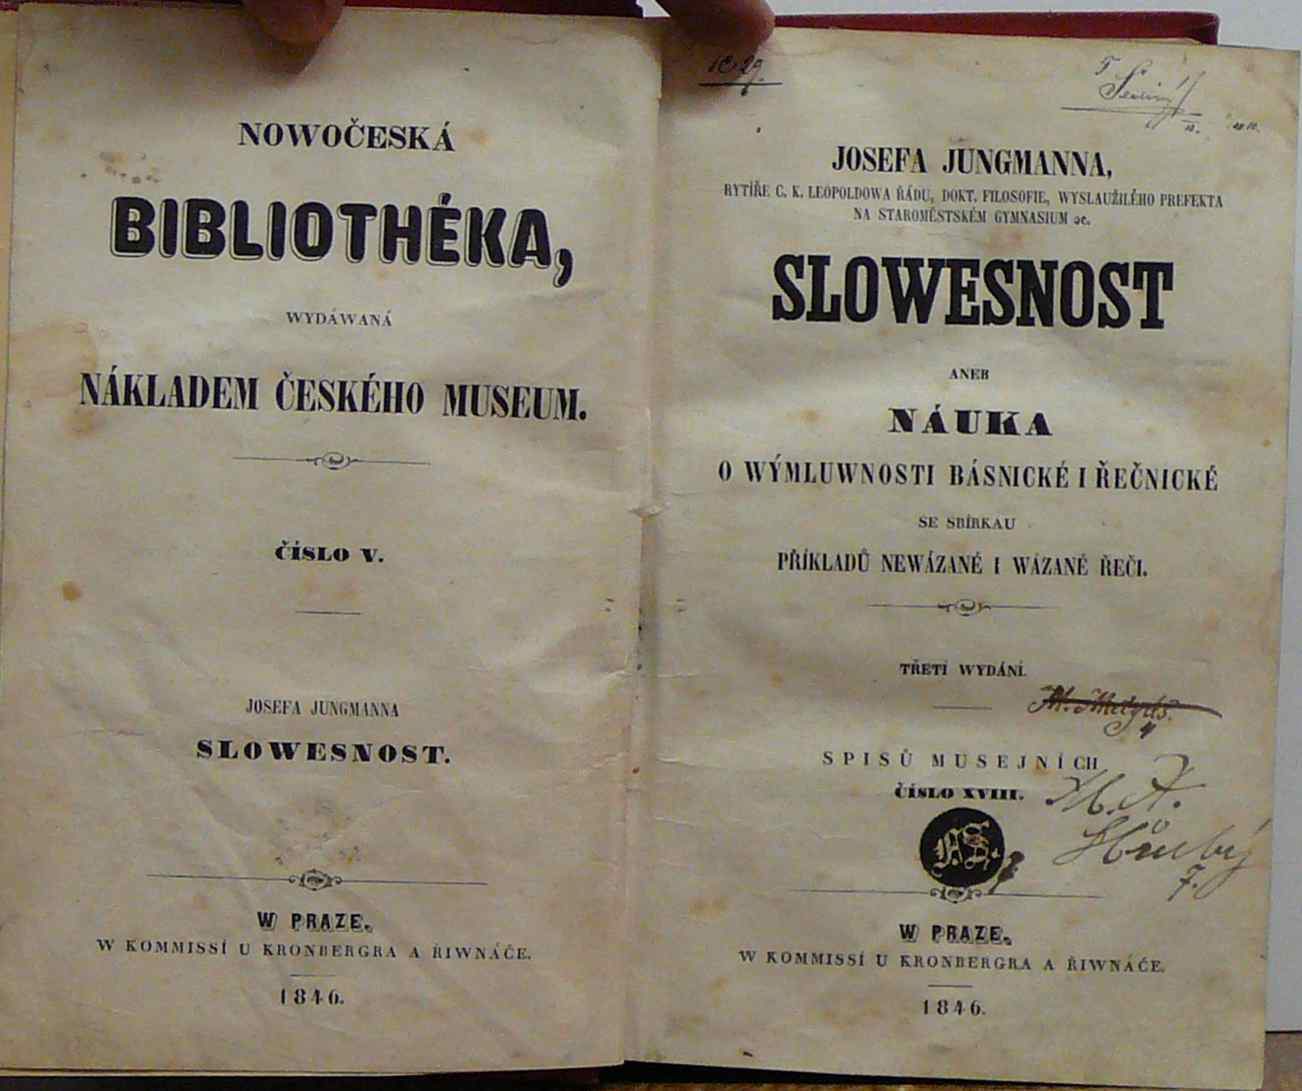 NOWOČESKÁ
BIBLIOTHÉKA,
WYDÁWANÁ
NÁKLADEM ČESKÉHO MUSEUM.
ČÍSLO V.
JOSEFA JUNGMANNA
SLOWESNOST.
W PRAZE.
W KOMMISSÍ U KRONBERGRA A ŘIWNÁČE.
1846.
JOSEFA JUNGMANNA,
RYTÍŘE C. K. LEOPOLDOWA ŘÁDU, DOKT. FILOSOFIE, WYSLAUŽILÉHO PREFEKTA
NA STAROMĚSTSKÉM GYMNASIUM &c.
SLOWESNOST
ANEB
NÁUKA
O WÝMLUWNOSTI BÁSNICKÉ I ŘEČNICKÉ
SE SBÍRKAU
PŘÍKLADŮ NEWÁZANÉ I WÁZANÉ ŘEČI.
TŘETÍ WYDÁNÍ.
SPISŮ MUSEJNÍCH
ČÍSLO XVIII.
Hrubý
W PRAZE.
W KOMMISSÍ U KRONBERGRA A ŘIWNÁČE.
1846.